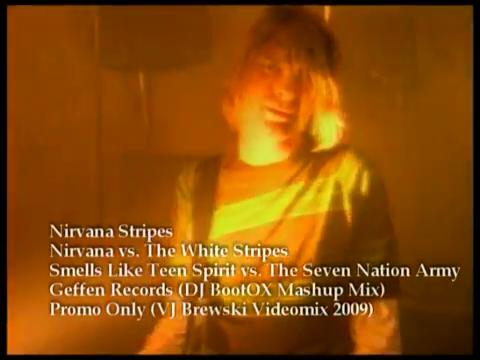 Nirvana Stripes
Nirvana vs. The White Stripes
Smells Like Teen Spirit vs. The Seven Nation Army
Geffen Records (DJ BootOX Mashup Mix)
Promo Only (VJ Brewski Videomix 2009)